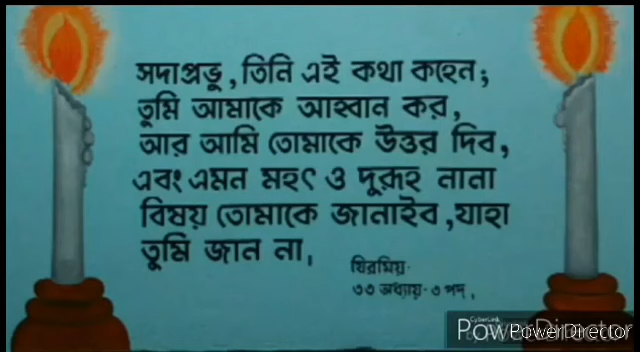 সদাপ্রভু, তিনি এই কথা কহেন;
তুমি আমাকে আহ্বান কর,
আর আমি তোমাকে উত্তর দিব,
এবং এমন মহৎ ও দুরূহ নানা
বিষয় তোমাকে জানাইব, যাহা
তুমি জান না,
যিরমিয়.
৩৩ অধ্যায়. ৩ পদ,
CyberLink
PowerDirector